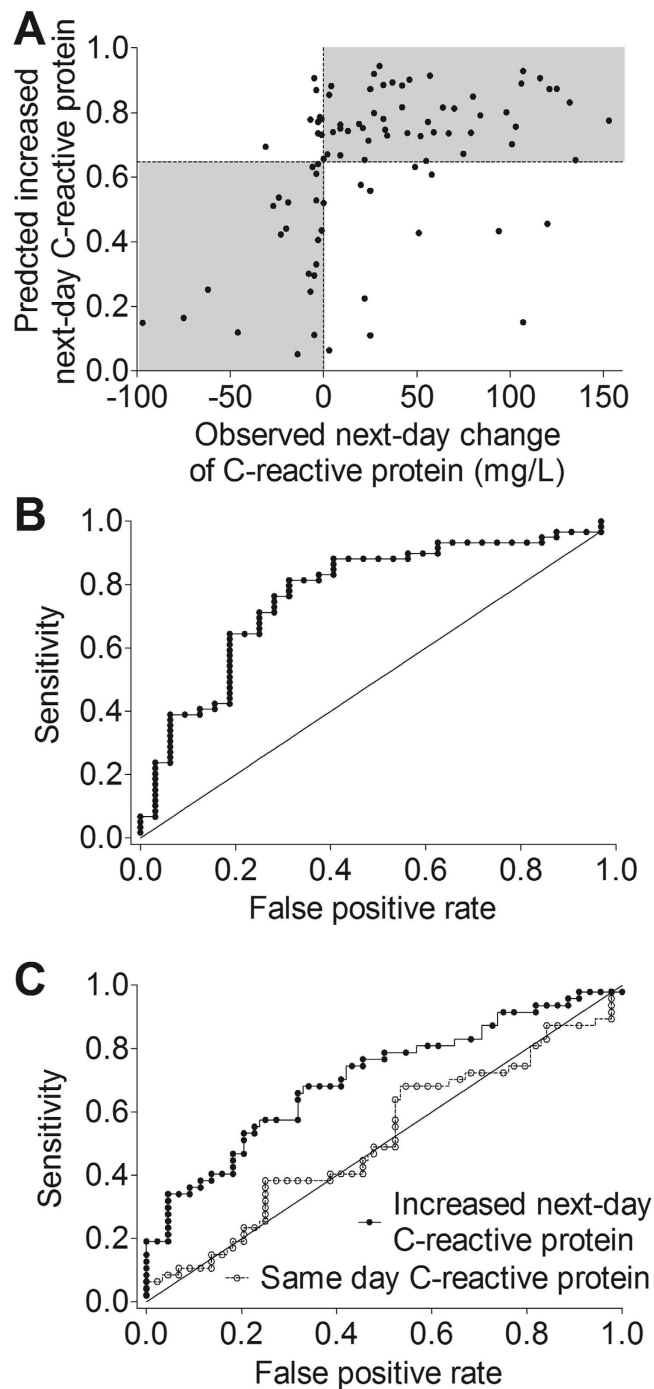 A
Predcted increased
next-day C-reactive protein
1.0
0.8
0.6
0.4
0.2
0.0
-100
-50
0
50
100
150
Observed next-day change
of C-reactive protein (mg/L)
B
Sensitivity
1.0
0.8
0.6
0.4
0.2
0.0
0.0
0.2
0.4
0.6
0.8
1.0
False positive rate
C
Sensitivity
1.0
0.8
0.6
0.4
0.2
0.0
Increased next-day
C-reactive protein
Same day C-reactive protein
0.0
0.2
0.4
0.6
0.8
1.0
False positive rate